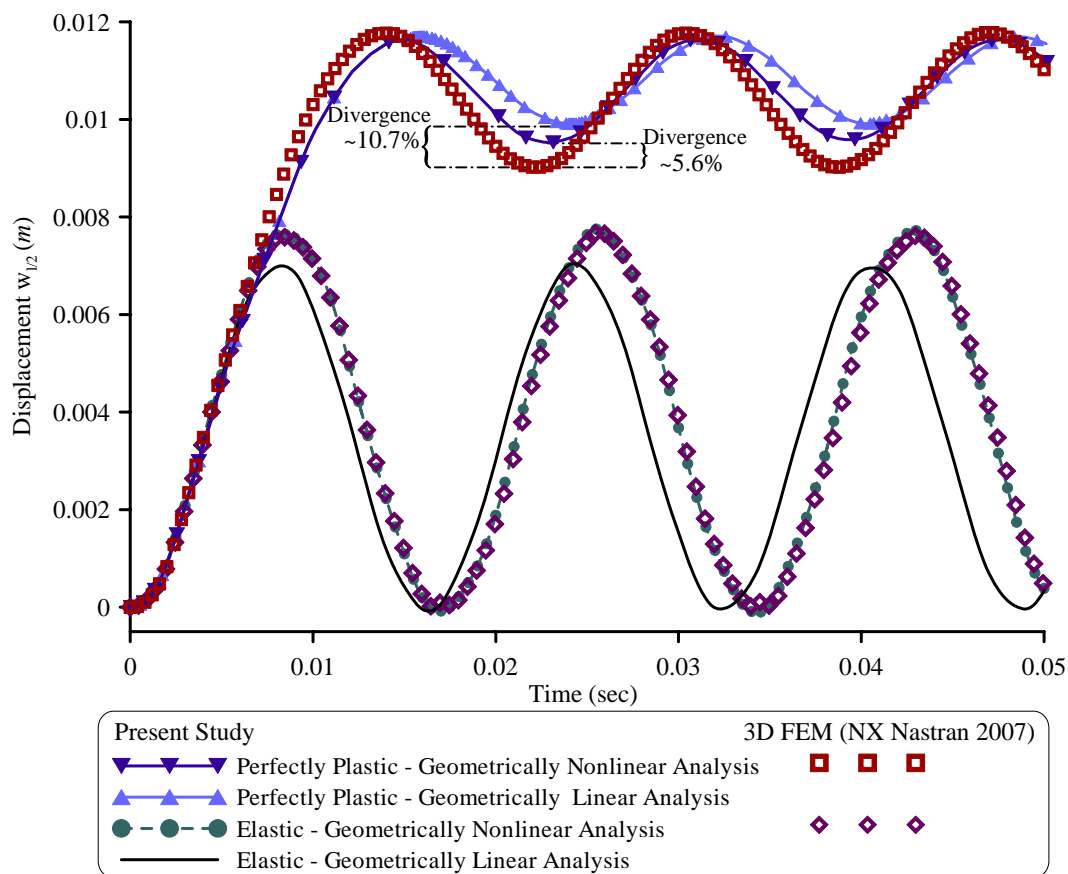 0.012
0.01
0.008
0.006
0.004
0.002
0
Displacement w1/2 (m)
Divergence
~10.7%
Divergence
~5.6%
0 0.01 0.02 0.03 0.04 0.05
Time (sec)
Present Study 3D FEM (NX Nastran 2007)
Perfectly Plastic - Geometrically Nonlinear Analysis
Perfectly Plastic - Geometrically Linear Analysis
Elastic - Geometrically Nonlinear Analysis
Elastic - Geometrically Linear Analysis